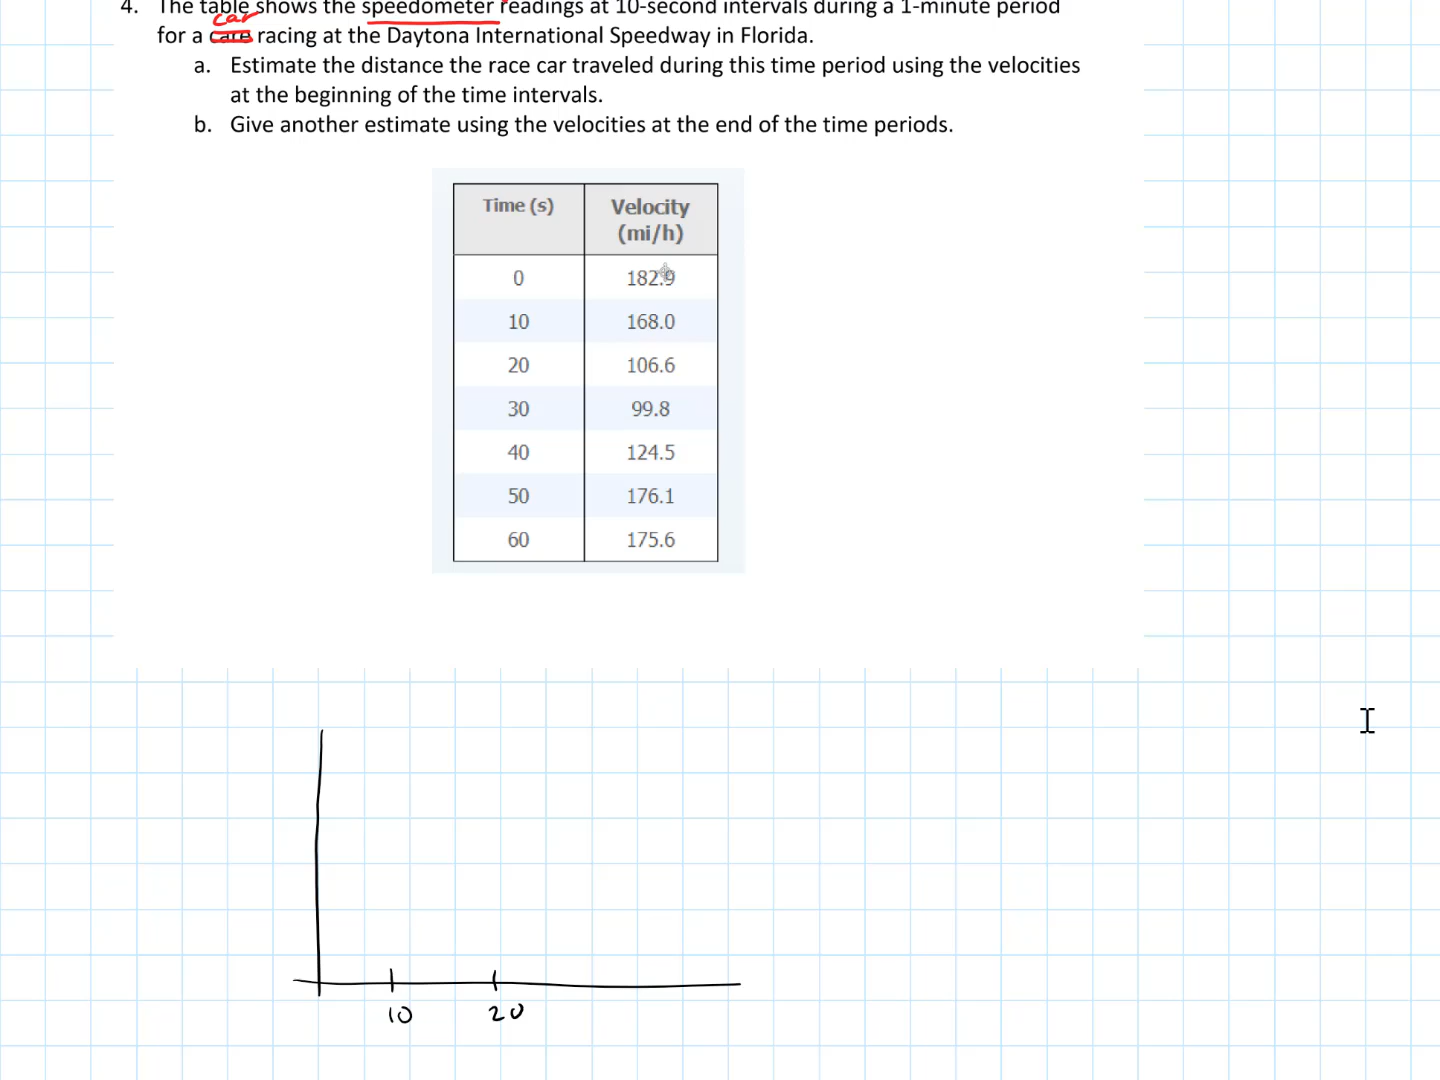 4. The table shows the speedometer readings at 10-second intervals during a 1-minute period
car
for a care racing at the Daytona International Speedway in Florida.
a. Estimate the distance the race car traveled during this time period using the velocities
at the beginning of the time intervals.
b. Give another estimate using the velocities at the end of the time periods.
Time (s) Velocity
(mi/h)
0 182.9
10 168.0
20 106.6
30 99.8
40 124.5
50 176.1
60 175.6
10 20